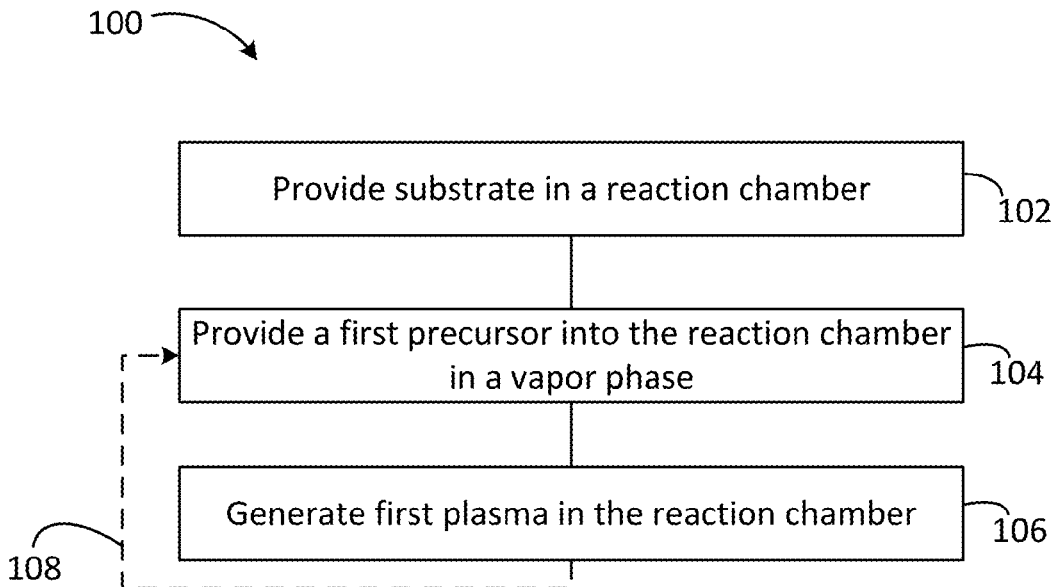 100
Provide substrate in a reaction chamber
102
Provide a first precursor into the reaction chamber
in a vapor phase
104
Generate first plasma in the reaction chamber
106
108